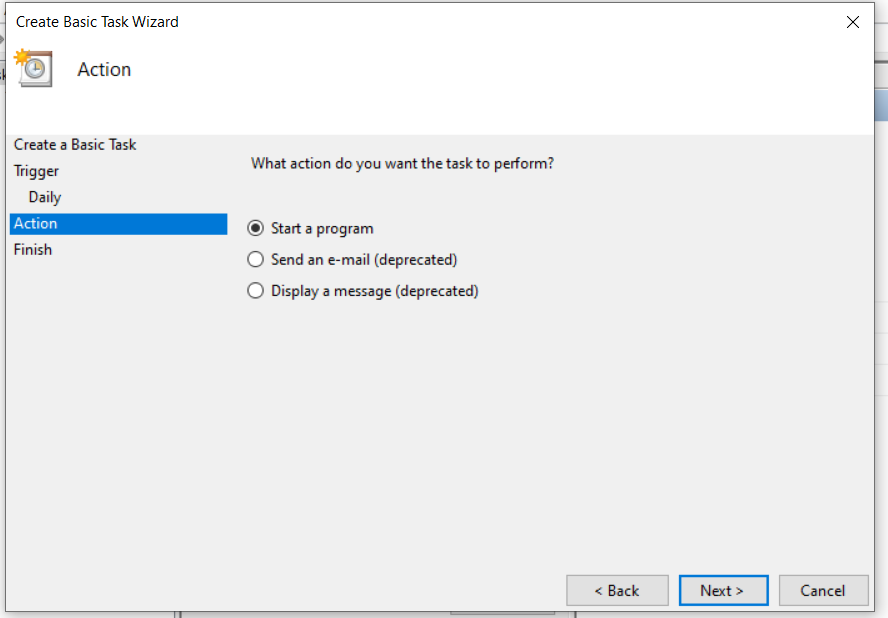 Create Basic Task Wizard
Action
Create a Basic Task
Trigger
Daily
Action
Finish
What action do you want the task to perform?
Start a program
Send an e-mail (deprecated)
Display a message (deprecated)
< Back
Next >
Cancel